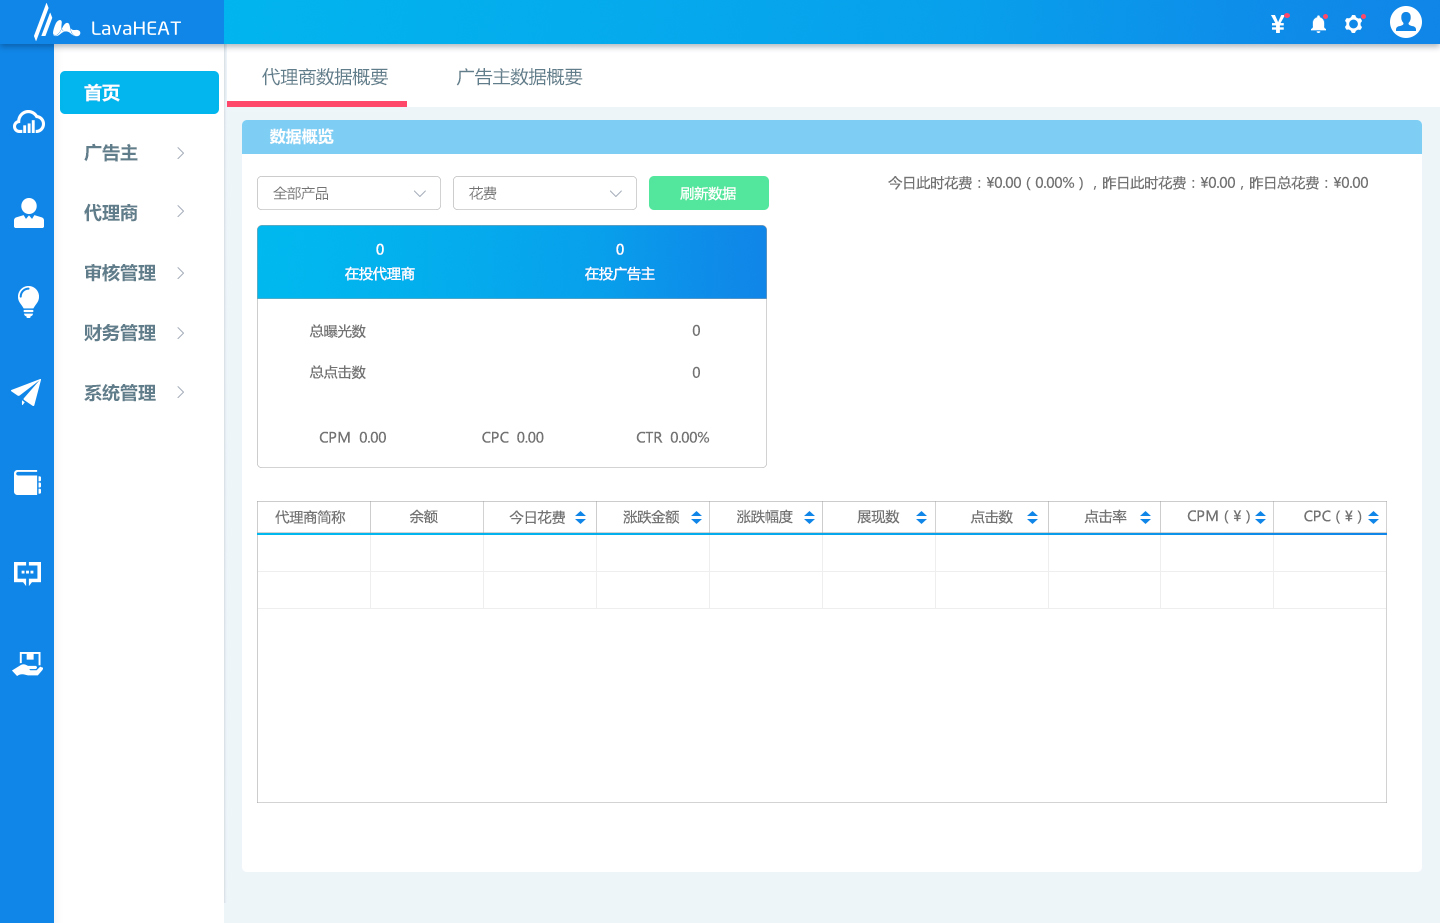 LavaHEAT
¥
首页
广告主
代理商
审核管理
财务管理
系统管理
代理商数据概要 广告主数据概要
数据概览
全部产品 花费 刷新数据
今日此时花费：¥0.00（0.00%），昨日此时花费：¥0.00，昨日总花费：¥0.00
0 0
在投代理商 在投广告主
总曝光数 0
总点击数 0
CPM 0.00 CPC 0.00 CTR 0.00%
代理商简称 余额 今日花费 涨跌金额 涨跌幅度 展现数 点击数 点击率 CPM（¥） CPC（¥）